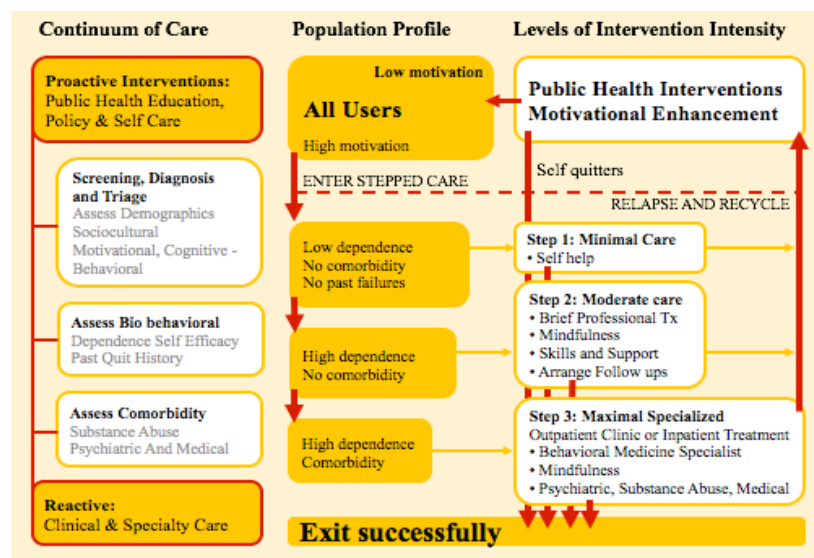 Continuum of Care
Population Profile
Levels of Intervention Intensity
Proactive Interventions:
Public Health Education,
Policy & Self Care
Screening, Diagnosis
and Triage
Assess Demographics
Sociocultural
Motivational, Cognitive -
Behavioral
Assess Bio behavioral
Dependence Self Efficacy
Past Quit History
Assess Comorbidity
Substance Abuse
Psychiatric And Medical
Reactive:
Clinical & Specialty Care
Low motivation
All Users
High motivation
ENTER STEPPED CARE
Low dependence
No comorbidity
No past failures
High dependence
No comorbidity
High dependence
Comorbidity
Public Health Interventions
Motivational Enhancement
Self quitters
RELAPSE AND RECYCLE
Step 1: Minimal Care
• Self help
Step 2: Moderate care
• Brief Professional Tx
• Mindfulness
• Skills and Support
• Arrange Follow ups
Step 3: Maximal Specialized
Outpatient Clinic or Inpatient Treatment
• Behavioral Medicine Specialist
• Mindfulness
• Psychiatric, Substance Abuse, Medical
Exit successfully